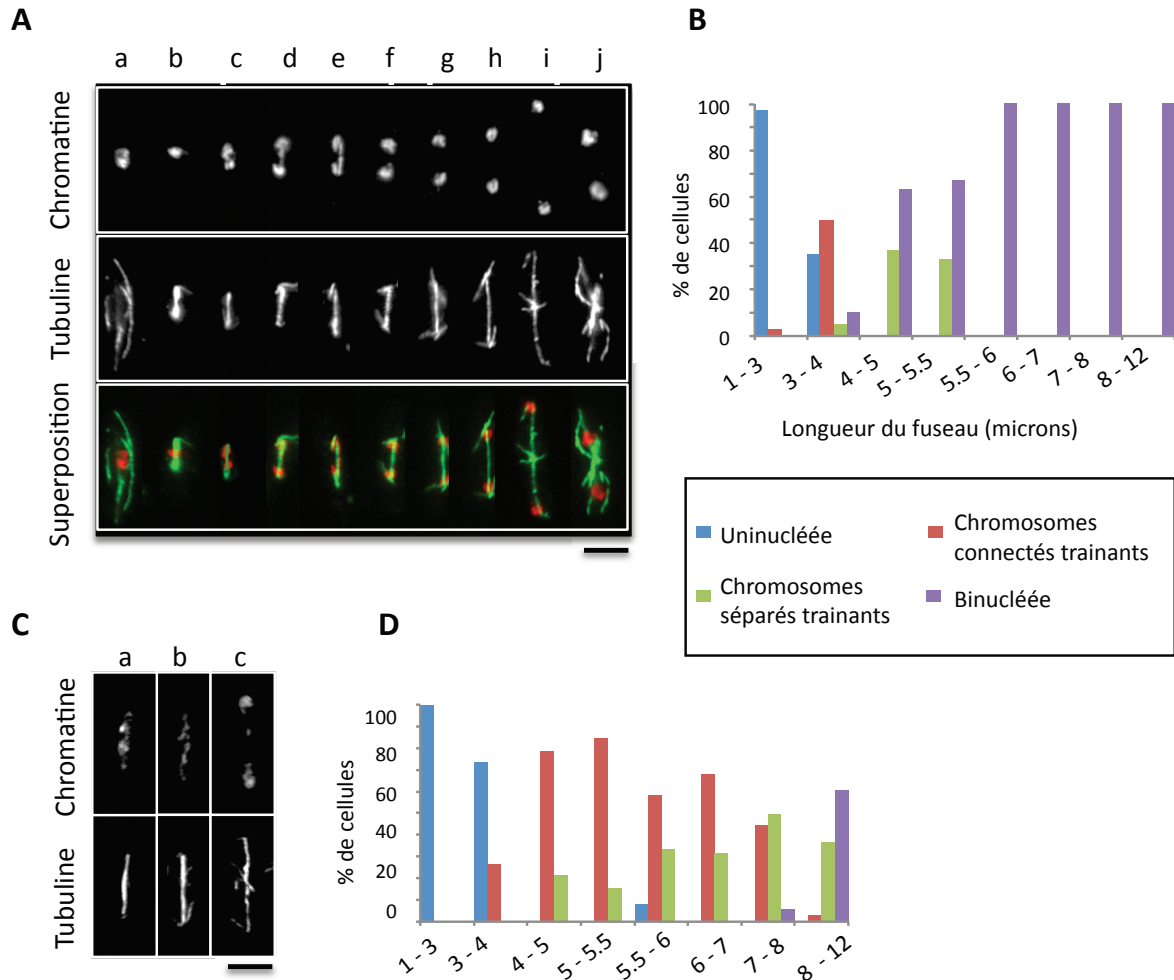 A
a b c d e f g h i j
Chromatine
Tubuline
Superposition
B
100
80
60
40
20
0
% de cellules
1 - 3
3 - 4
4 - 5
5 - 5.5
5.5 - 6
6 - 7
7 - 8
8 - 12
Longueur du fuseau (microns)
Uninucléée
Chromosomes
connectés trainants
Chromosomes
séparés trainants
Binucléée
C
a b c
Chromatine
Tubuline
D
100
80
60
40
20
0
% de cellules
1 - 3
3 - 4
4 - 5
5 - 5.5
5.5 - 6
6 - 7
7 - 8
8 - 12